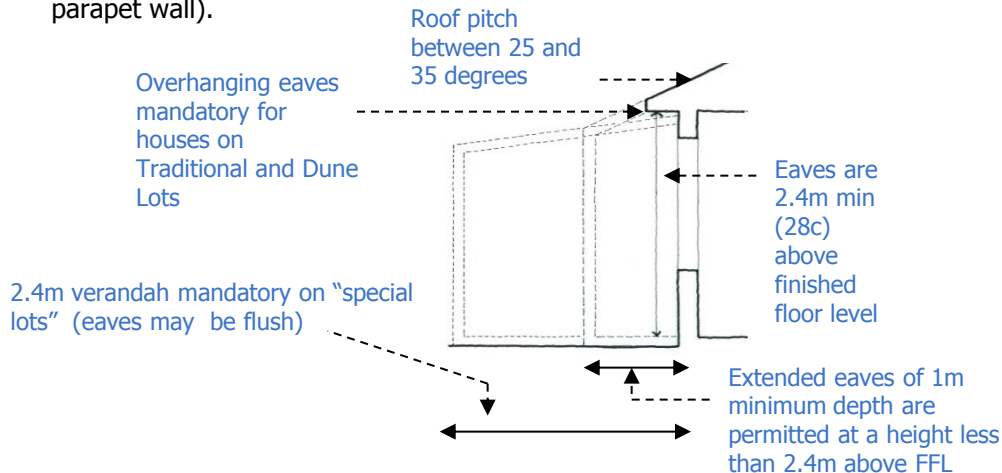 parapet wall).
Roof pitch
between 25 and
35 degrees
Overhanging eaves
mandatory for
houses on
Traditional and Dune
Lots
Eaves are
2.4m min
(28c)
above
finished
floor level
2.4m verandah mandatory on “special
lots” (eaves may be flush)
Extended eaves of 1m
minimum depth are
permitted at a height less
than 2.4m above FFL